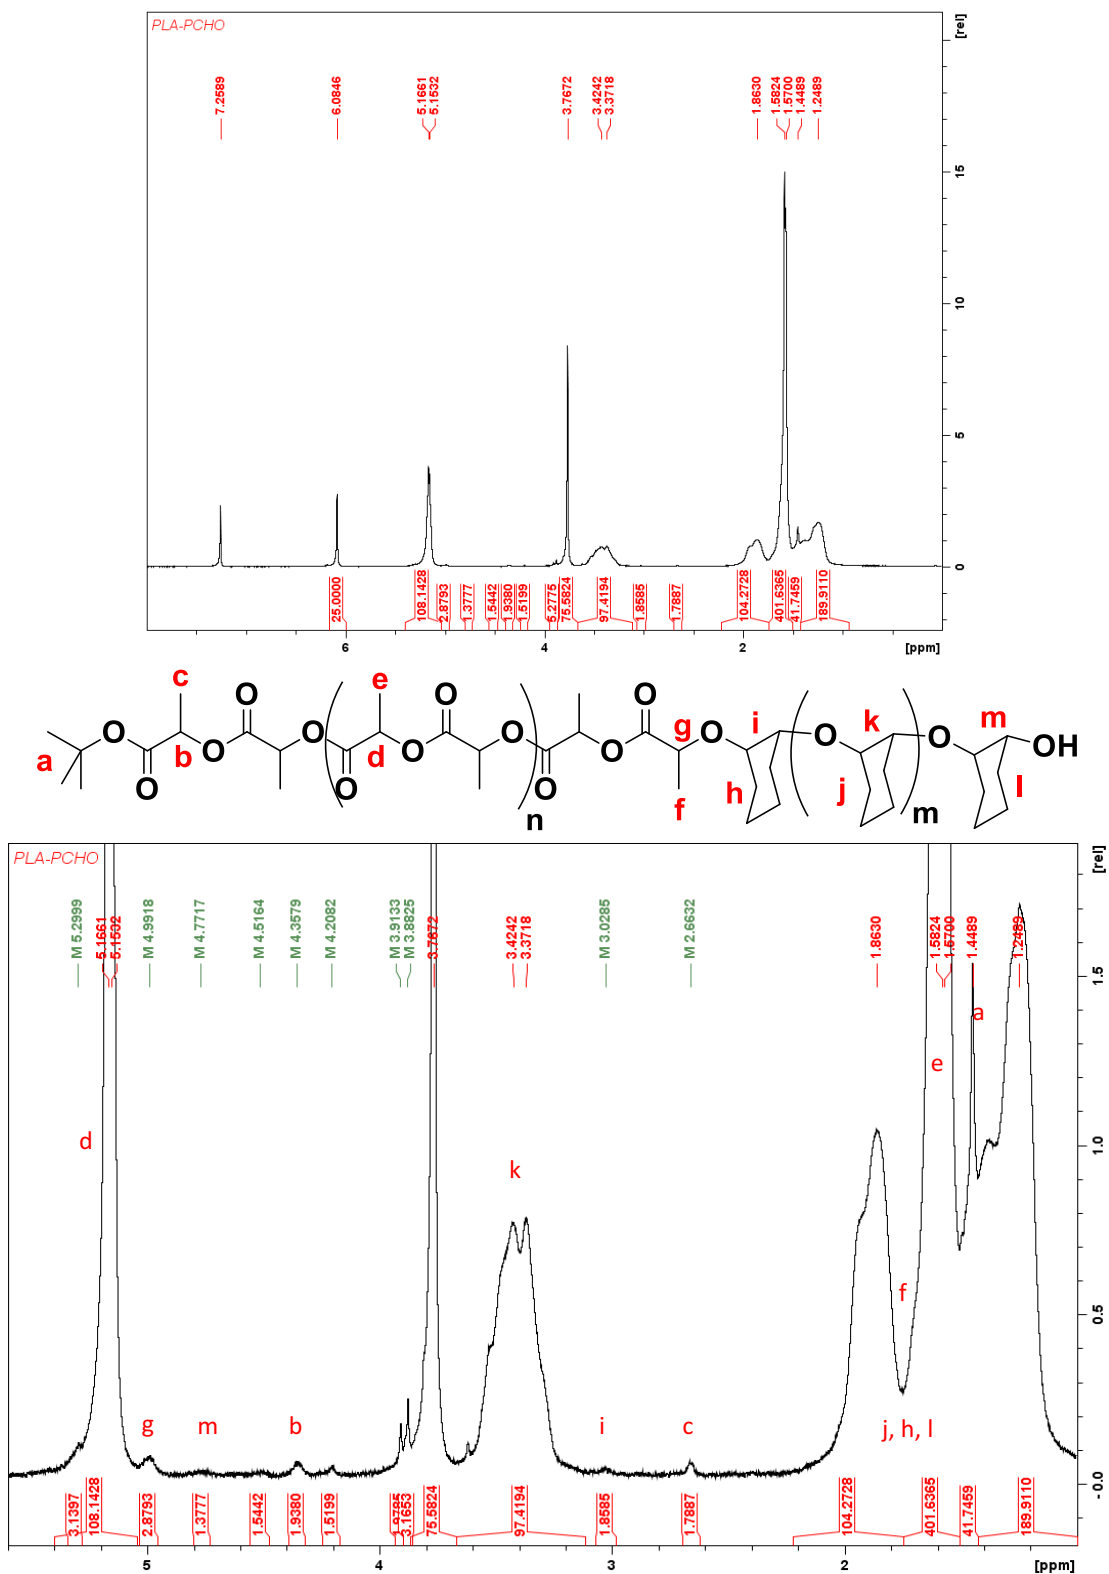 PLA-PCHO
[rel]
7.2589
6.0846
5.1661
5.1532
3.7672
3.4242
3.3718
1.8630
1.5824
1.5700
1.4489
1.2489
15
10
5
0
25.0000
108.1428
2.8793
1.3777
1.5442
1.9380
1.5199
5.2775
75.5824
97.4194
1.8585
1.7887
104.2728
401.6365
41.7459
189.9110
6 4 2 [ppm]
c e O O O O g i k m
O O O O O O O O O OH
a b O d O O f h j l
n m
PLA-PCHO
[rel]
M 5.2999
5.1661
5.1532
M 4.9918
M 4.7717
M 4.5164
M 4.3579
M 4.2082
M 3.9133
M 3.8825
3.7672
3.4242
3.3718
M 3.0285
M 2.6632
1.8630
1.5824
1.5700
1.4489
1.2489
1.5
1.0
0.5
0.0
a
e
d
k
f
g m b i c
j, h, l
3.1397
108.1428
2.8793
1.3777
1.5442
1.9380
1.5199
3.1653
75.5824
97.4194
1.8585
1.7887
104.2728
401.6365
41.7459
189.9110
5 4 3 2 [ppm]